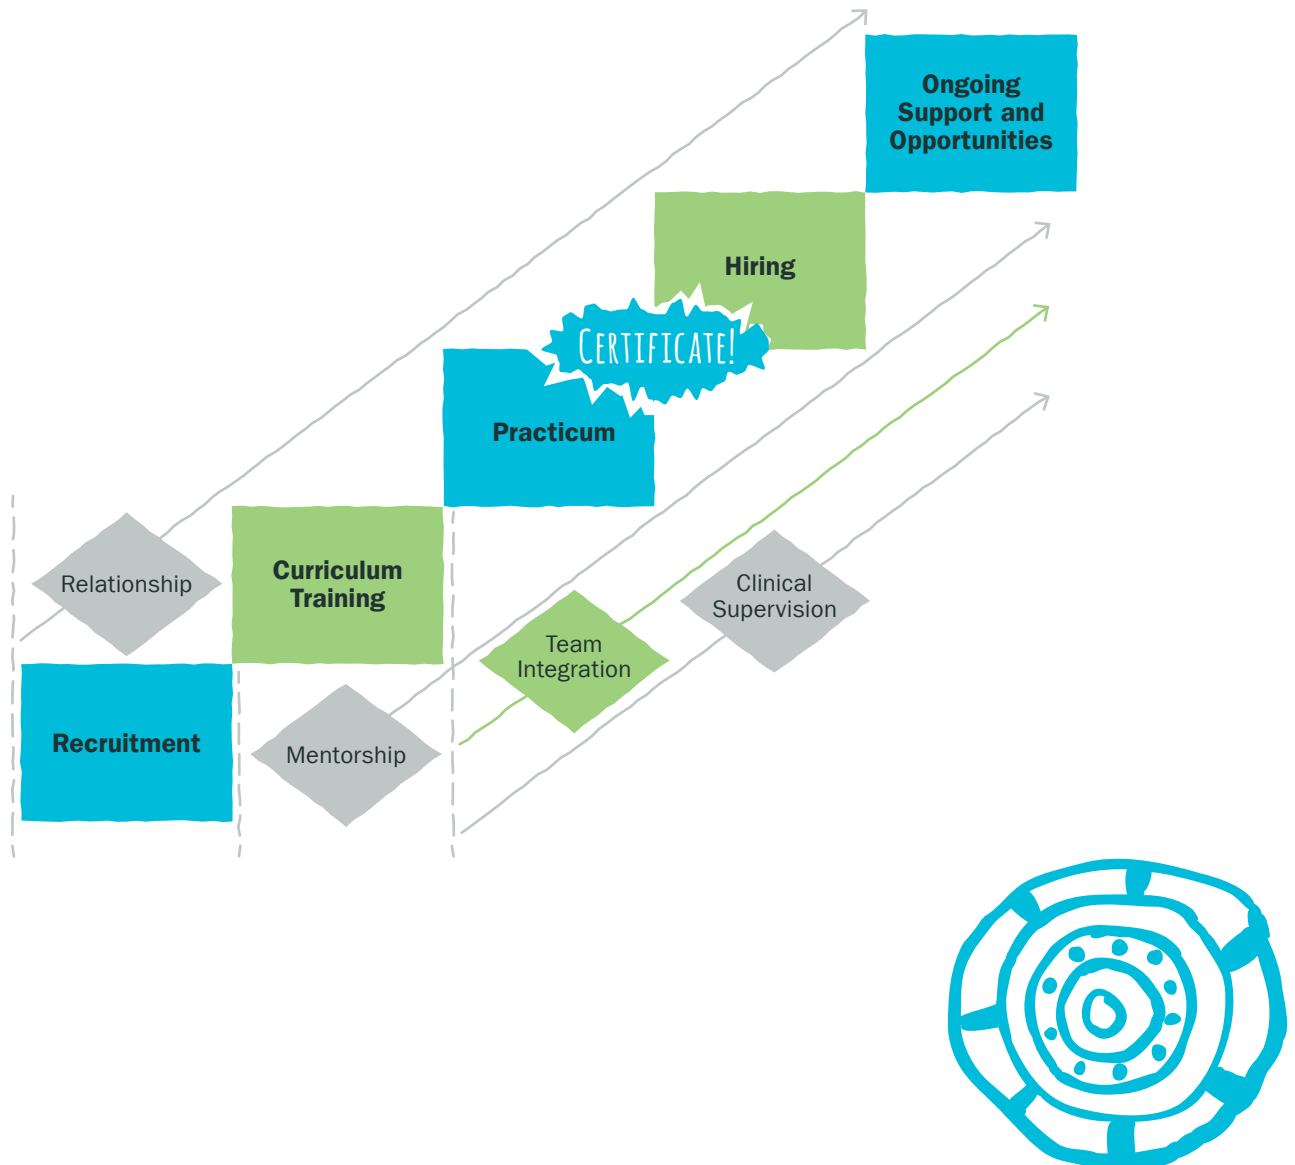 Ongoing
Support and
Opportunities
Hiring
CERTIFICATE!
Practicum
Relationship
Curriculum
Training
Clinical
Supervision
Team
Integration
Recruitment
Mentorship